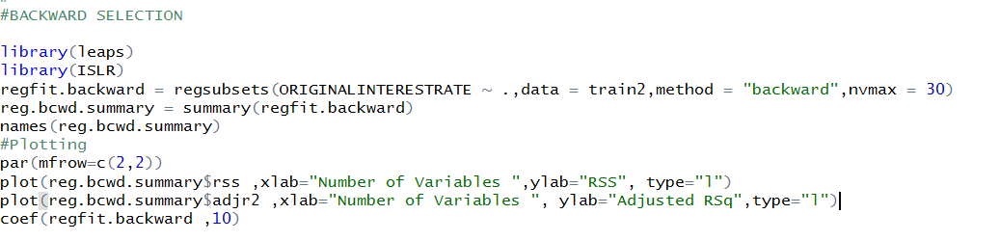 #BACKWARD SELECTION
library(leaps)
library(ISLR)
regfit.backward = regsubsets(ORIGINALINTERESTRATE ~ .,data = train2,method = "backward",nvmax = 30)
reg.bcwd.summary = summary(regfit.backward)
names(reg.bcwd.summary)
#Plotting
par(mfrow=c(2,2))
plot(reg.bcwd.summary$rss ,xlab="Number of Variables ",ylab="RSS", type="l")
plot(reg.bcwd.summary$adjr2 ,xlab="Number of Variables ", ylab="Adjusted RSq",type="l")
coef(regfit.backward ,10)